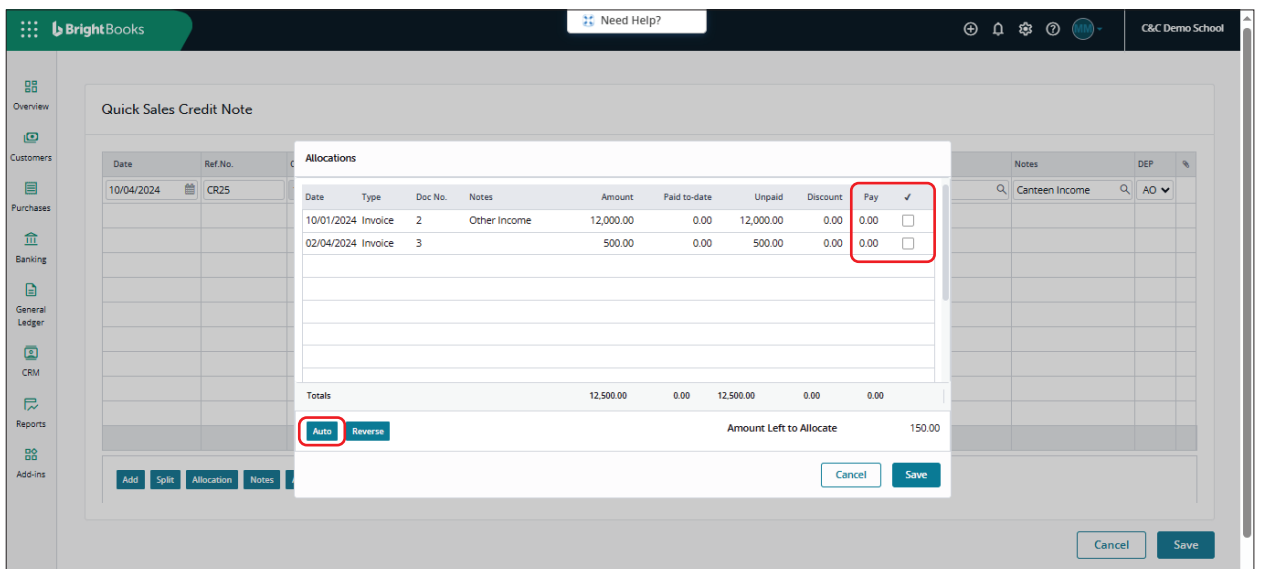 BrightBooks
Need Help?
MM
C&C Demo School
Overview
Customers
Purchases
Banking
General
Ledger
CRM
Reports
Add-ins
Quick Sales Credit Note
Date Ref.No. Notes DEP
10/04/2024 CR25 Canteen Income AO
Allocations
Date Type Doc No. Notes Amount Paid to-date Unpaid Discount Pay ✓
10/01/2024 Invoice 2 Other Income 12,000.00 0.00 12,000.00 0.00 0.00
02/04/2024 Invoice 3 500.00 0.00 500.00 0.00 0.00
Totals 12,500.00 0.00 12,500.00 0.00 0.00
Auto Reverse Amount Left to Allocate 150.00
Cancel Save
Add Split Allocation Notes
Cancel Save